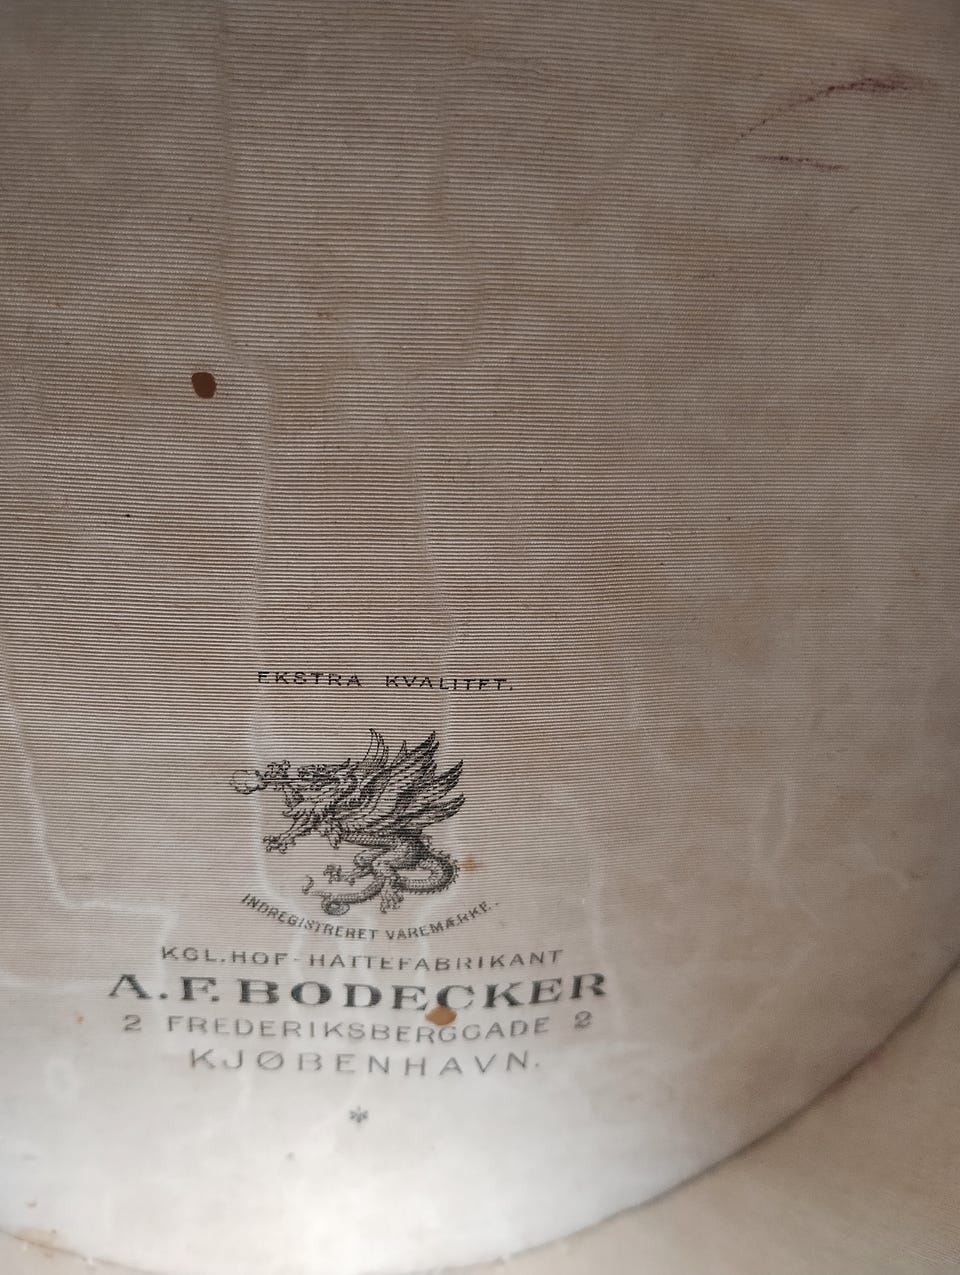 EKSTRA KVALITET.
INDREGISTRERET VAREMÆRKE.
KGL. HOF-HATTEFABRIKANT
A.F. BODECKER
2 FREDERIKSBERGGADE 2
KJØBENHAVN.